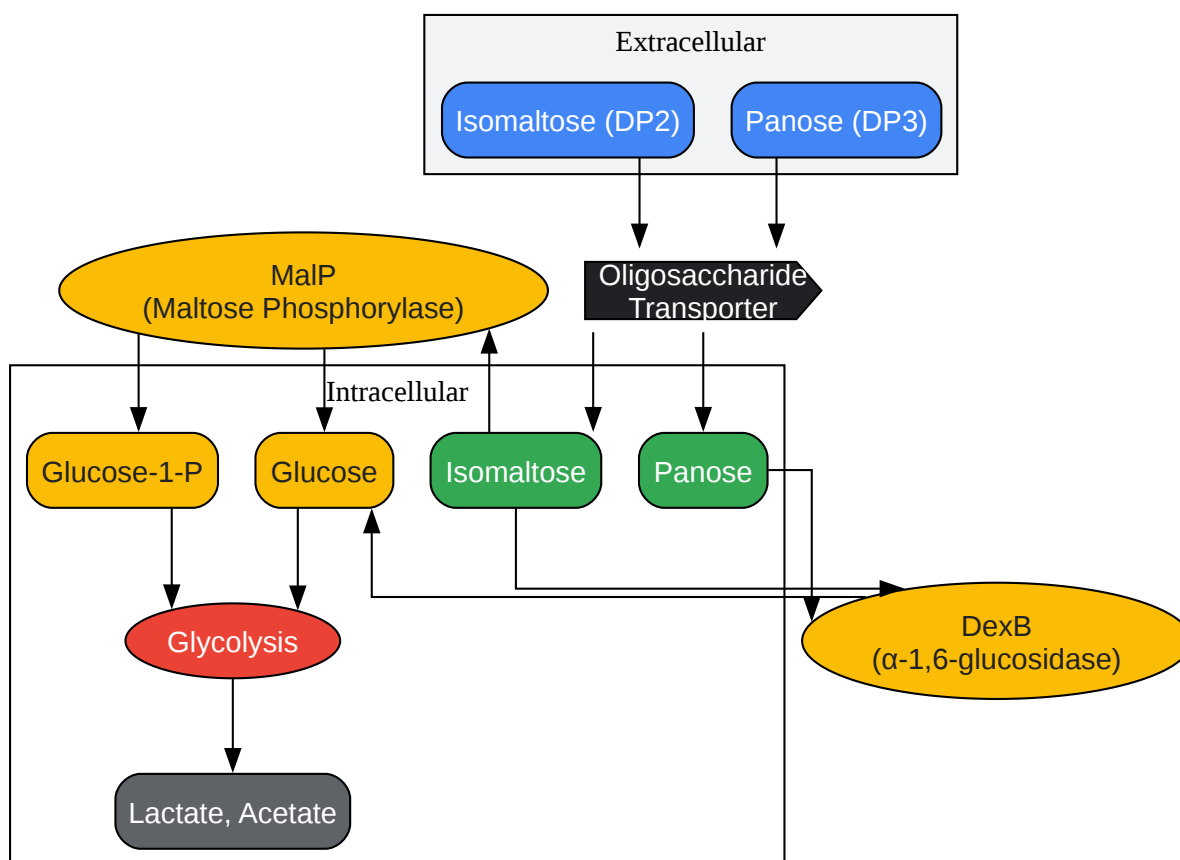 Extracellular
Isomaltose (DP2)
Panose (DP3)
MalP
(Maltose Phosphorylase)
Oligosaccharide
Transporter
Intracellular
Glucose-1-P
Glucose
Isomaltose
Panose
Glycolysis
DexB
(α-1,6-glucosidase)
Lactate, Acetate